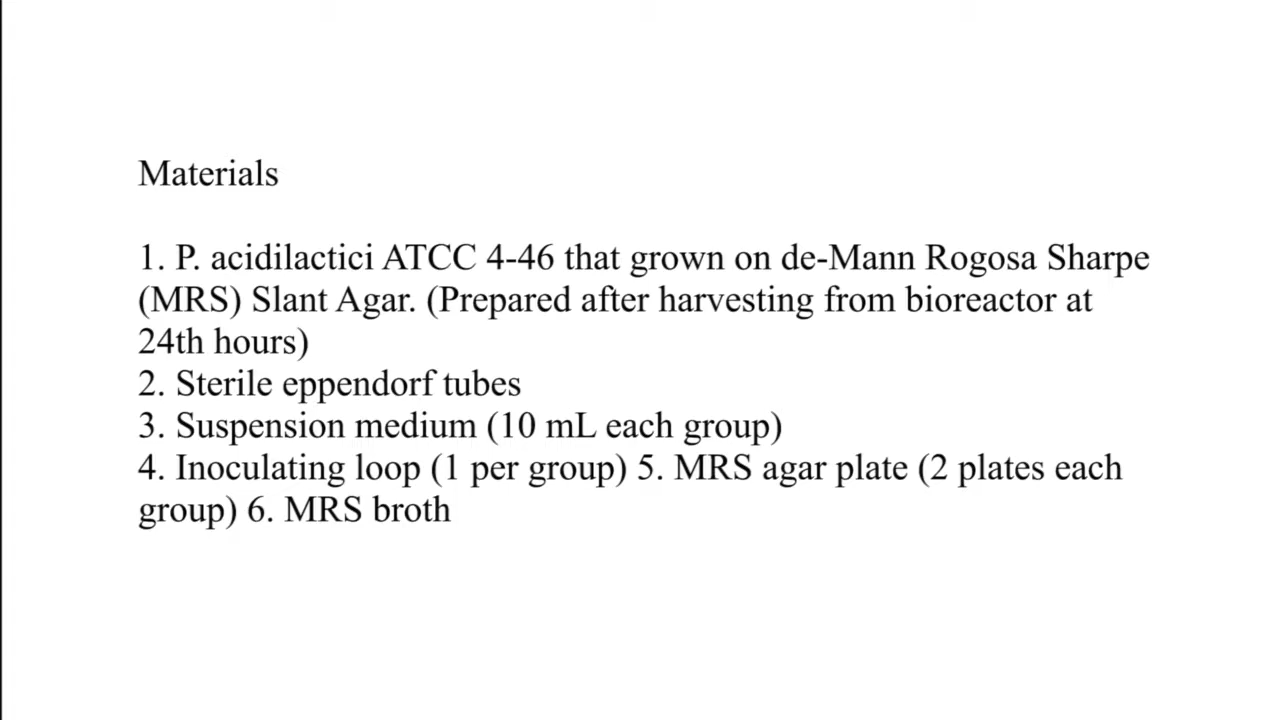 Materials
1. P. acidilactici ATCC 4-46 that grown on de-Mann Rogosa Sharpe
(MRS) Slant Agar. (Prepared after harvesting from bioreactor at
24th hours)
2. Sterile eppendorf tubes
3. Suspension medium (10 mL each group)
4. Inoculating loop (1 per group) 5. MRS agar plate (2 plates each
group) 6. MRS broth